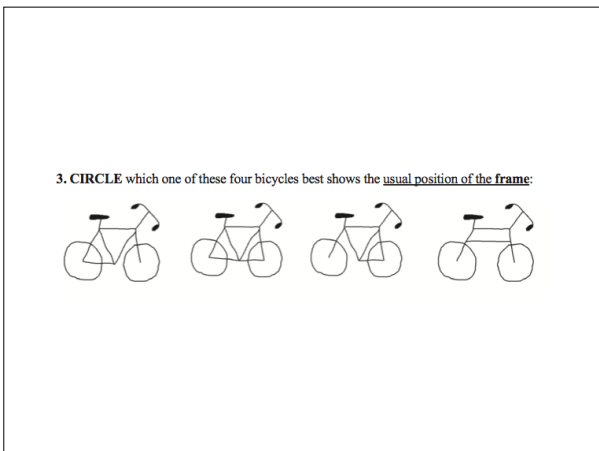 3. CIRCLE which one of these four bicycles best shows the usual position of the frame: